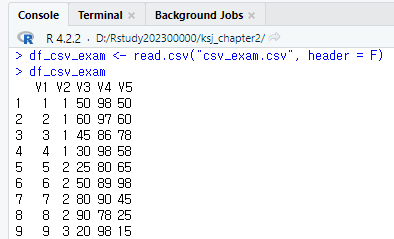 Console Terminal × Background Jobs ×
R 4.2.2 · D:/Rstudy202300000/ksj_chapter2/
> df_csv_exam <- read.csv("csv_exam.csv", header = F)
> df_csv_exam
V1 V2 V3 V4 V5
1 1 1 50 98 50
2 2 1 60 97 60
3 3 1 45 86 78
4 4 1 30 98 58
5 5 2 25 80 65
6 6 2 50 89 98
7 7 2 80 90 45
8 8 2 90 78 25
9 9 3 20 98 15